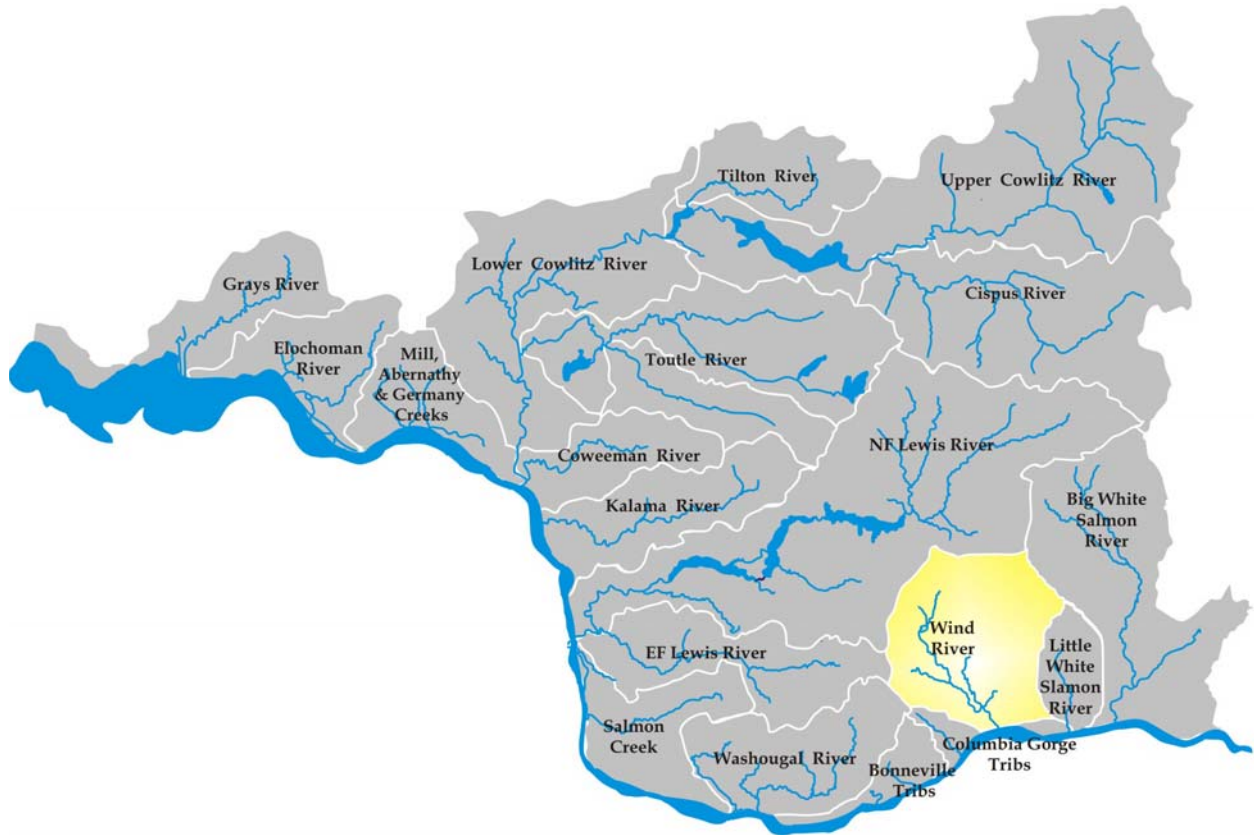 Tilton River
Upper Cowlitz River
Lower Cowlitz River
Grays River
Cispus River
Elochoman
River
Mill,
Abernathy
& Germany
Creeks
Toutle River
NF Lewis River
Coweeman River
Kalama River
Big White
Salmon
River
Wind
River
EF Lewis River
Little
White
Slamon
River
Salmon
Creek
Washougal River
Bonneville
Tribs
Columbia Gorge
Tribs